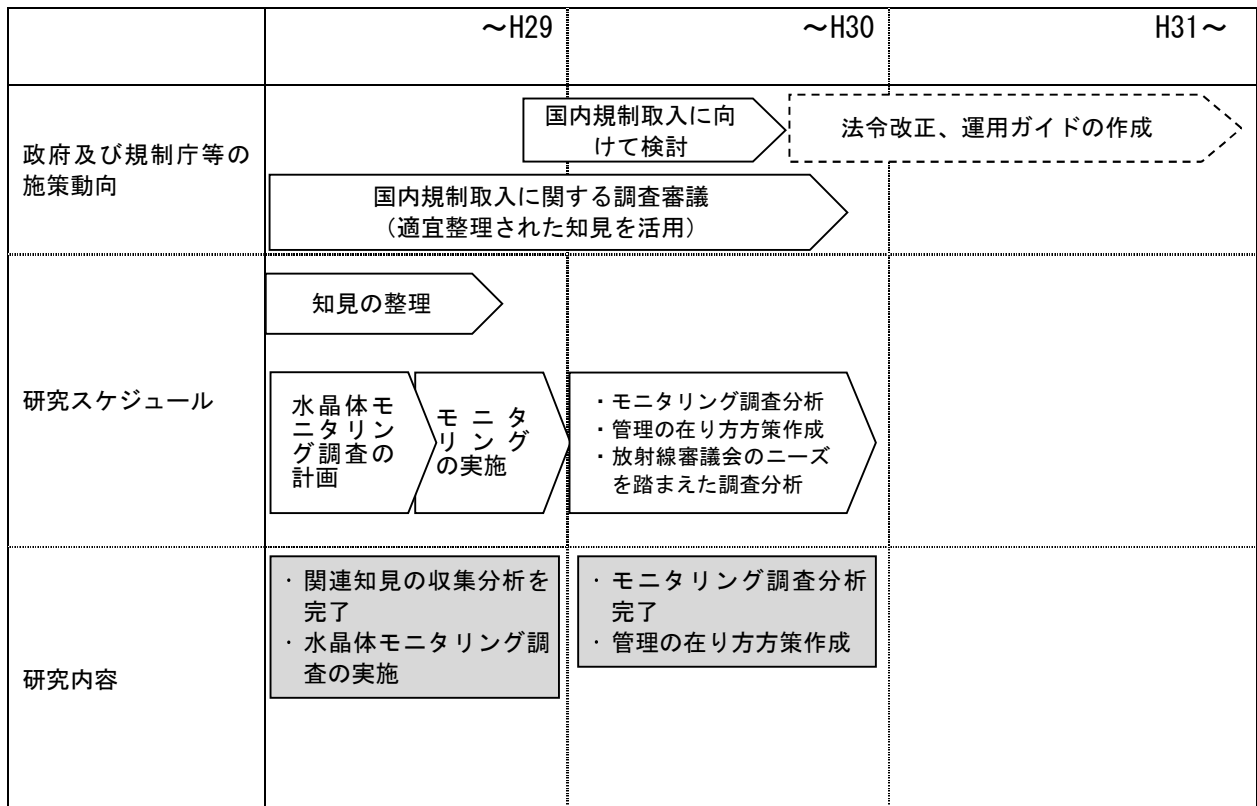 ～H29
～H30
H31～
政府及び規制庁等の
施策動向
国内規制取入に向
けて検討
法令改正、運用ガイドの作成
国内規制取入に関する調査審議
（適宜整理された知見を活用）
研究スケジュール
知見の整理
水晶体モ
ニタリン
グ調査の
計画
モニタ
リング
の実施
・モニタリング調査分析
・管理の在り方方策作成
・放射線審議会のニーズ
を踏まえた調査分析
研究内容
・関連知見の収集分析を
完了
・水晶体モニタリング調
査の実施
・モニタリング調査分析
完了
・管理の在り方方策作成